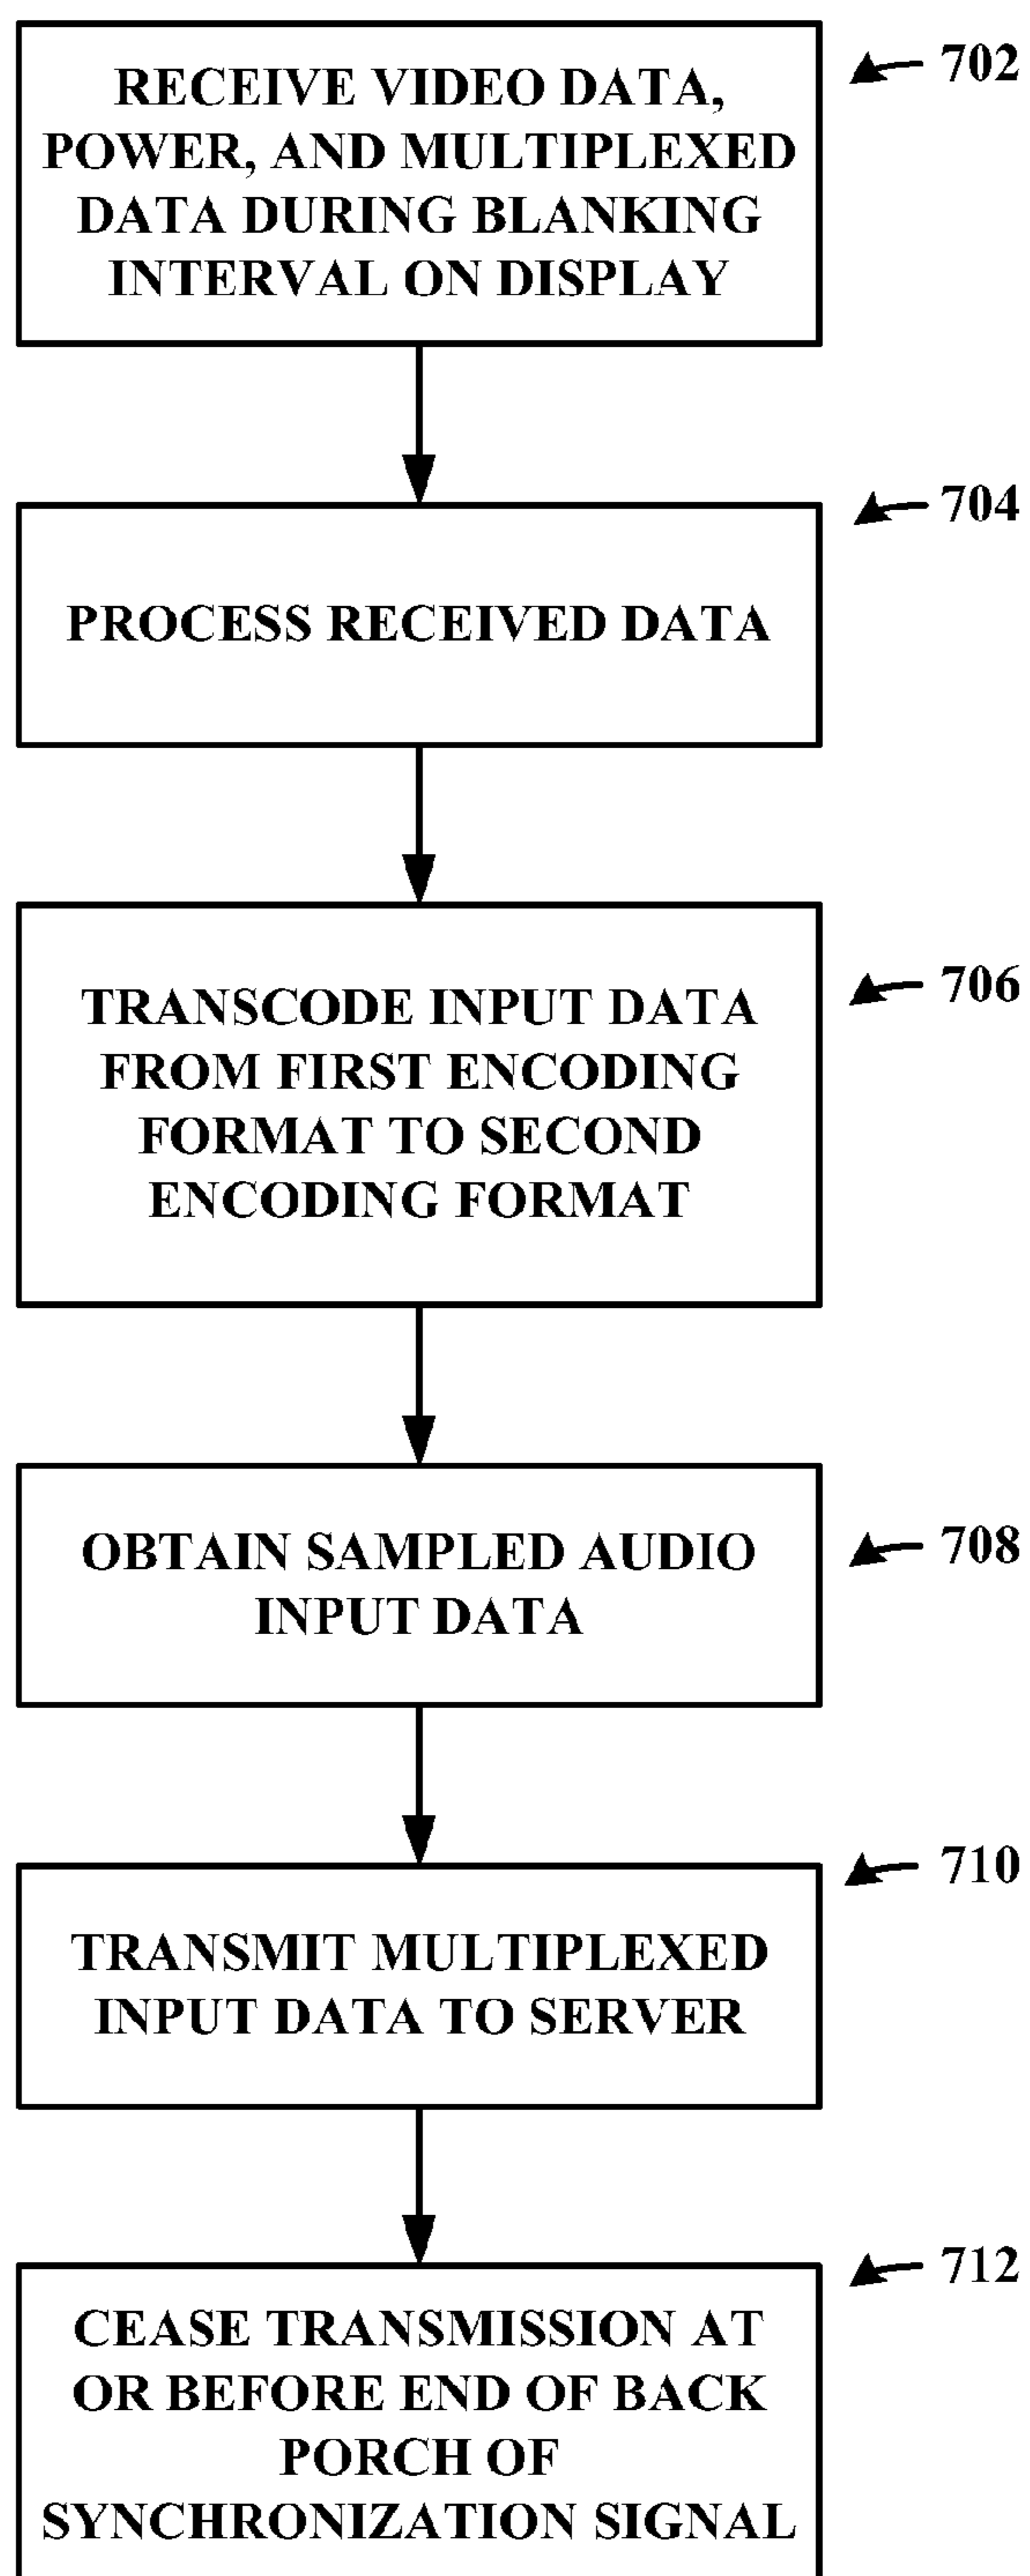 RECEIVE VIDEO DATA,
POWER, AND MULTIPLEXED
DATA DURING BLANKING
INTERVAL ON DISPLAY
702
PROCESS RECEIVED DATA
704
TRANSCODE INPUT DATA
FROM FIRST ENCODING
FORMAT TO SECOND
ENCODING FORMAT
706
OBTAIN SAMPLED AUDIO
INPUT DATA
708
TRANSMIT MULTIPLEXED
INPUT DATA TO SERVER
710
CEASE TRANSMISSION AT
OR BEFORE END OF BACK
PORCH OF
SYNCHRONIZATION SIGNAL
712